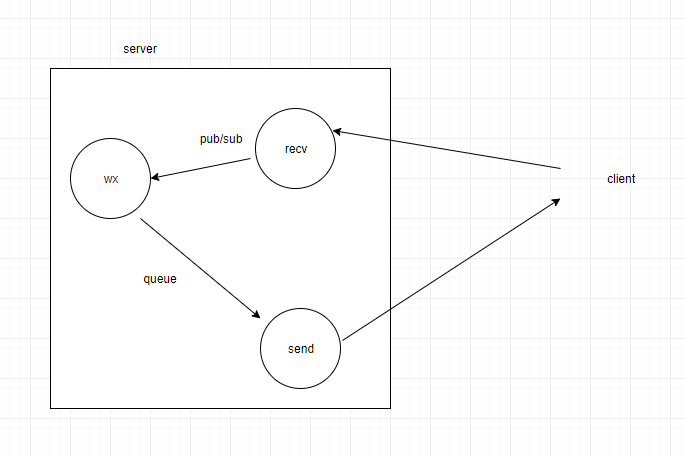 server
pub/sub
recv
wx
client
queue
send